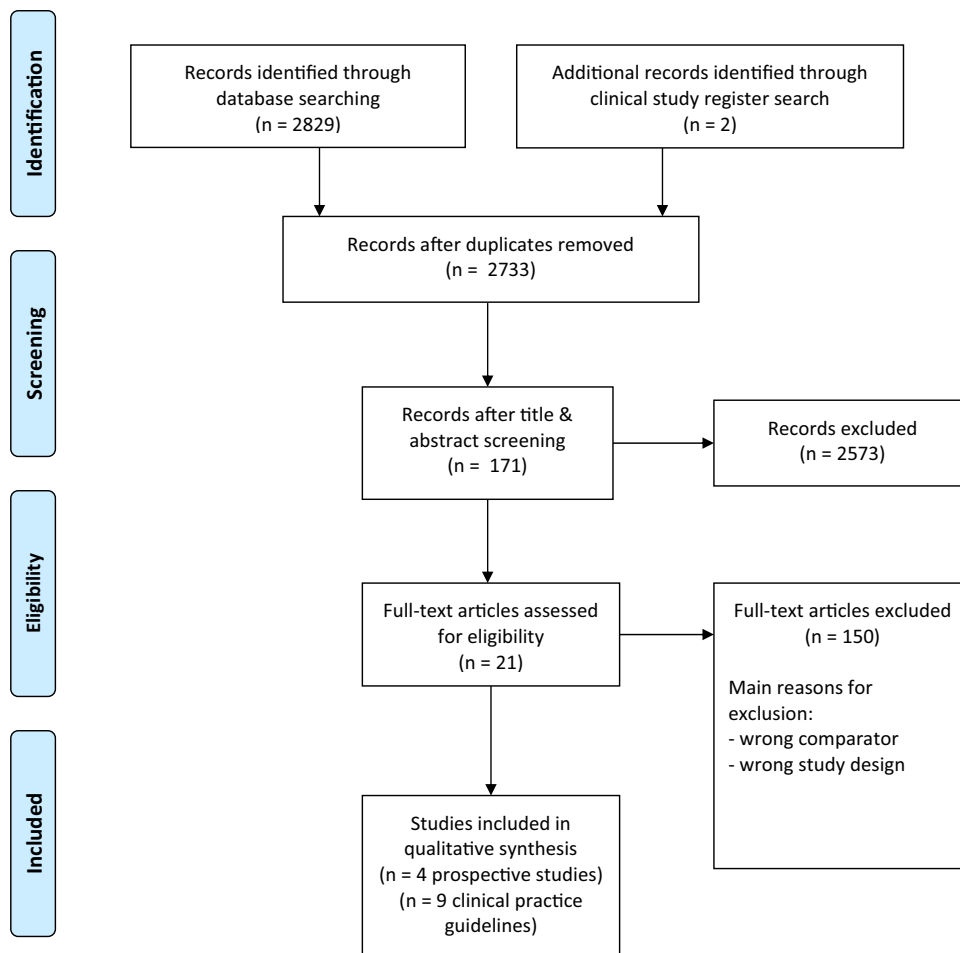 Identification
Records identified through
database searching
(n = 2829)
Additional records identified through
clinical study register search
(n = 2)
Records after duplicates removed
(n = 2733)
Screening
Records after title &
abstract screening
(n = 171)
Records excluded
(n = 2573)
Eligibility
Full-text articles assessed
for eligibility
(n = 21)
Full-text articles excluded
(n = 150)
Main reasons for
exclusion:
- wrong comparator
- wrong study design
Included
Studies included in
qualitative synthesis
(n = 4 prospective studies)
(n = 9 clinical practice
guidelines)